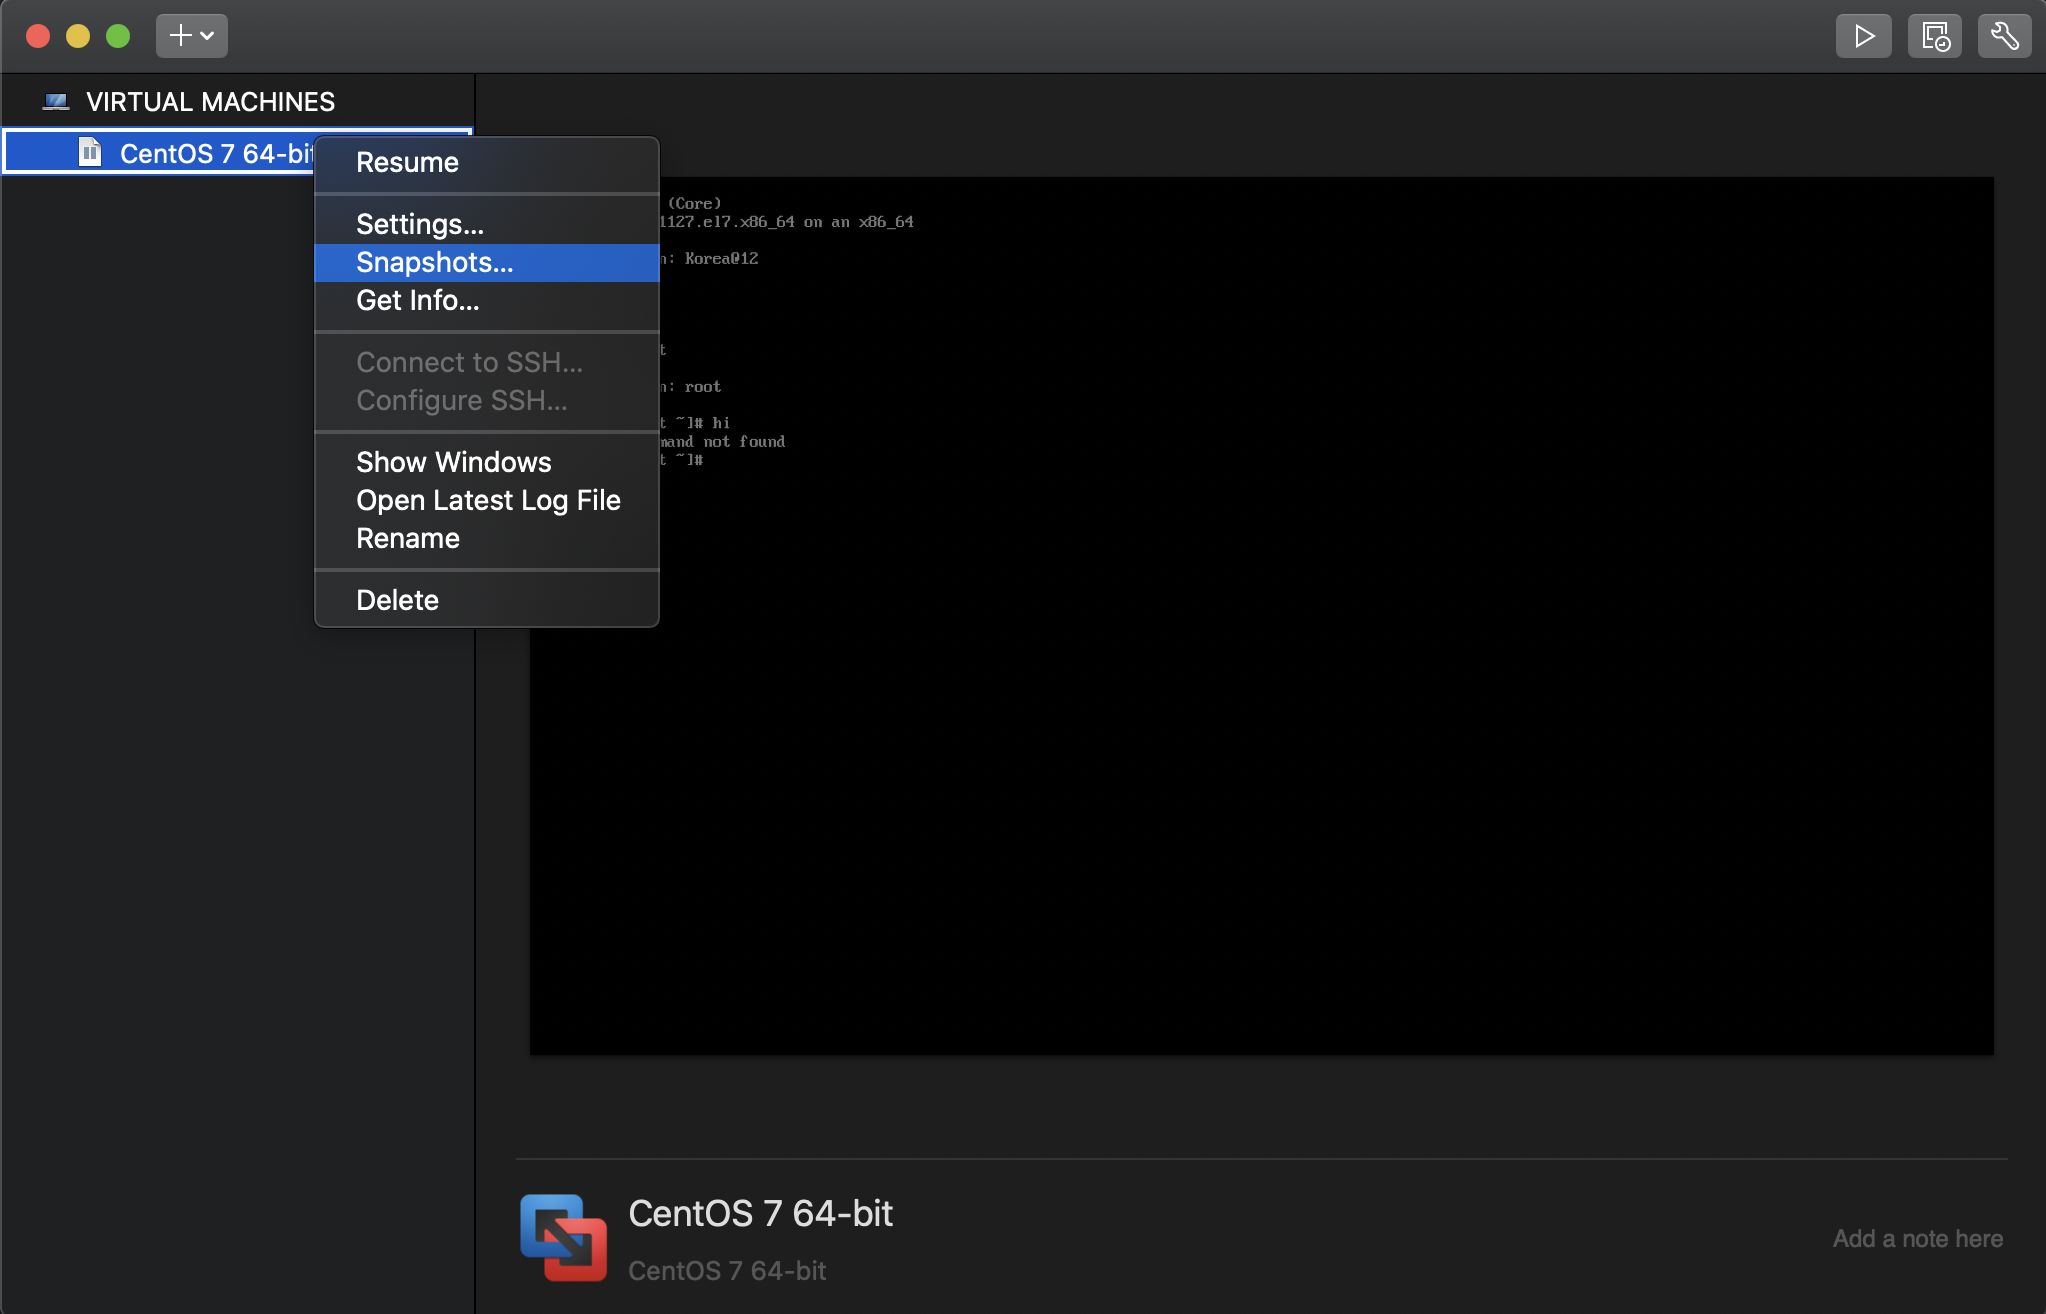 VIRTUAL MACHINES
CentOS 7 64-bit
Resume
Settings...
Snapshots...
Get Info...
Connect to SSH...
Configure SSH...
Show Windows
Open Latest Log File
Rename
Delete
(Core)
1127.el7.x86_64 on an x86_64
n: Korea@12
t
n: root
t ~]# hi
mand not found
t ~]#
CentOS 7 64-bit
CentOS 7 64-bit
Add a note here